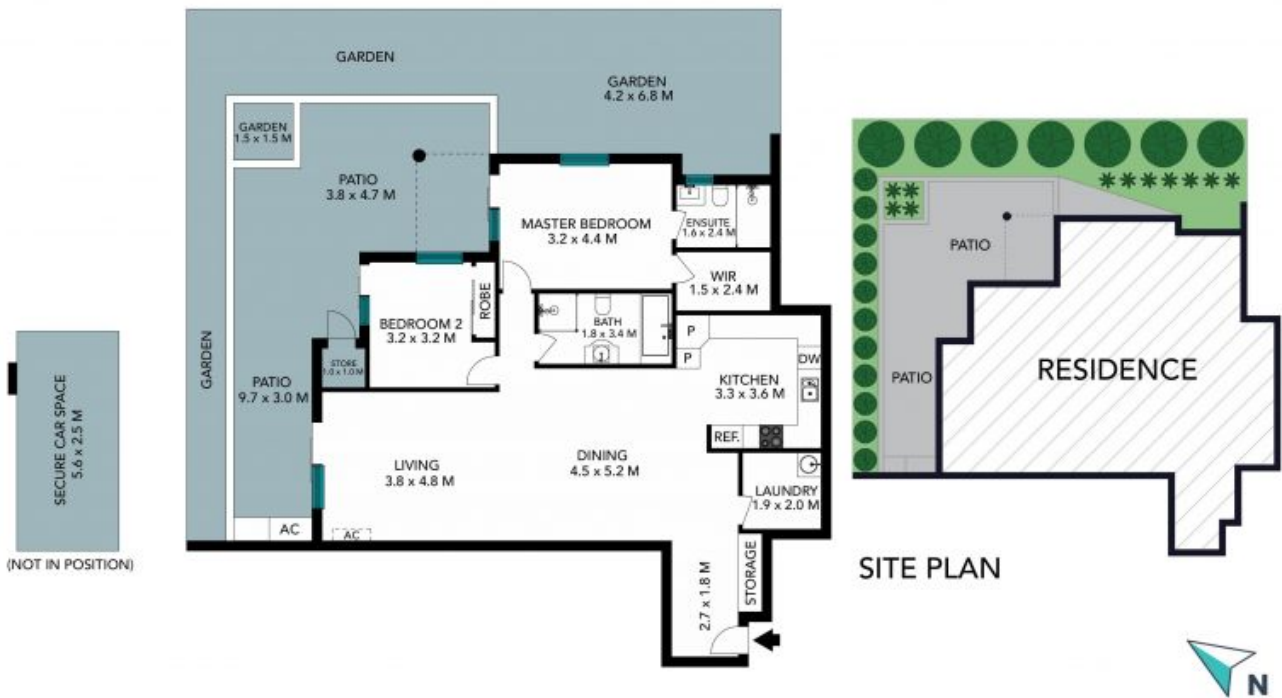 GARDEN
GARDEN
4.2 x 6.8 M
GARDEN
1.5 x 1.5 M
PATIO
3.8 x 4.7 M
MASTER BEDROOM
3.2 x 4.4 M
ENSUITE
1.6 x 2.4 M
WIR
1.5 x 2.4 M
BEDROOM 2
3.2 x 3.2 M
ROBE
BATH
1.8 x 3.4 M
P
P
DW
KITCHEN
3.3 x 3.6 M
REF.
STORE
1.0 x 1.0 M
GARDEN
PATIO
9.7 x 3.0 M
LIVING
3.8 x 4.8 M
DINING
4.5 x 5.2 M
LAUNDRY
1.9 x 2.0 M
AC
AC
STORAGE
2.7 x 1.8 M
SECURE CAR SPACE
5.6 x 2.5 M
(NOT IN POSITION)
PATIO
PATIO
RESIDENCE
SITE PLAN
N